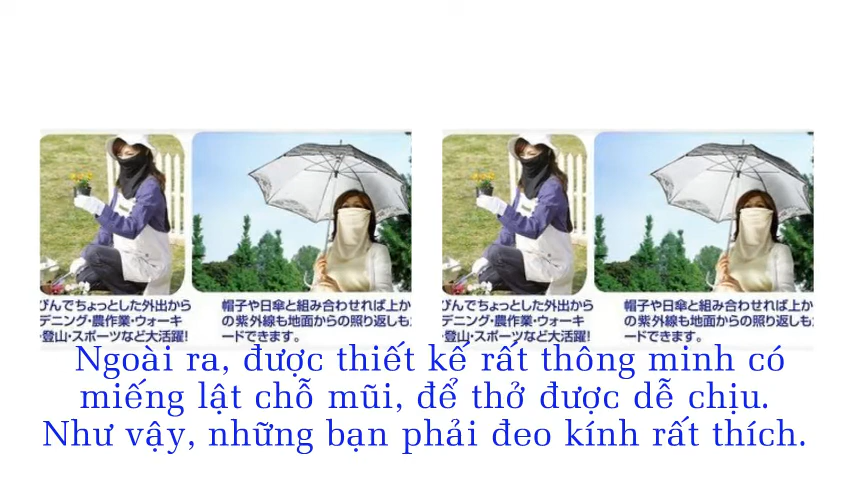 びんでちょっとした外出から
デニング・農作業・ウォーキ
・登山・スポーツなど大活躍!
帽子や日傘と組み合わせれば上か
の紫外線も地面からの照り返しも
ードできます。
びんでちょっとした外出から
デニング・農作業・ウォーキ
・登山・スポーツなど大活躍!
帽子や日傘と組み合わせれば上か
の紫外線も地面からの照り返しも
ードできます。
Ngoài ra, được thiết kế rất thông minh có
miếng lật chỗ mũi, để thở được dễ chịu.
Như vậy, những bạn phải đeo kính rất thích.